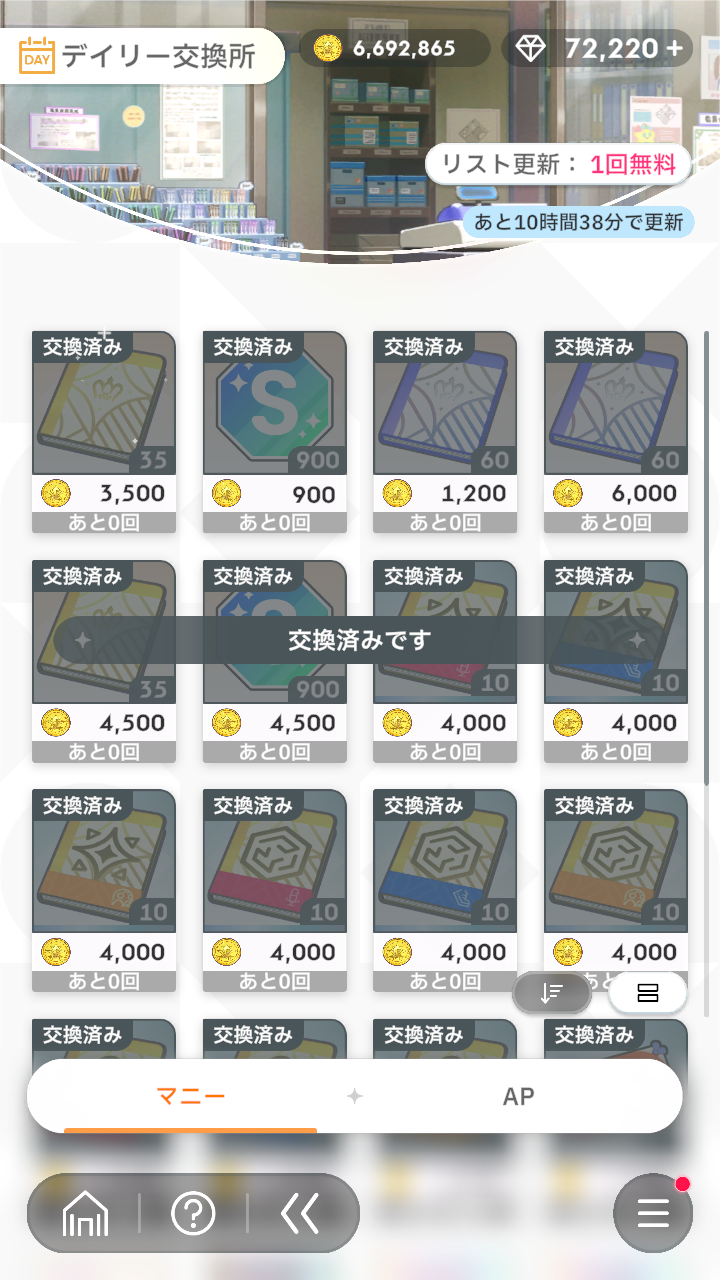 DAY
デイリー交換所
6,692,865
72,220 +
リスト更新： 1回無料
あと10時間38分で更新
交換済み 交換済み 交換済み 交換済み
S
35 900 60 60
3,500 900 1,200 6,000
あと0回 あと0回 あと0回 あと0回
交換済み 交換済み 交換済み 交換済み
交換済みです
35 900 10 10
4,500 4,500 4,000 4,000
あと0回 あと0回 あと0回 あと0回
交換済み 交換済み 交換済み 交換済み
10 10 10 10
4,000 4,000 4,000 4,000
あと0回 あと0回 あと0回
交換済み 交換済み 交換済み 交換済み
マニー
AP
?